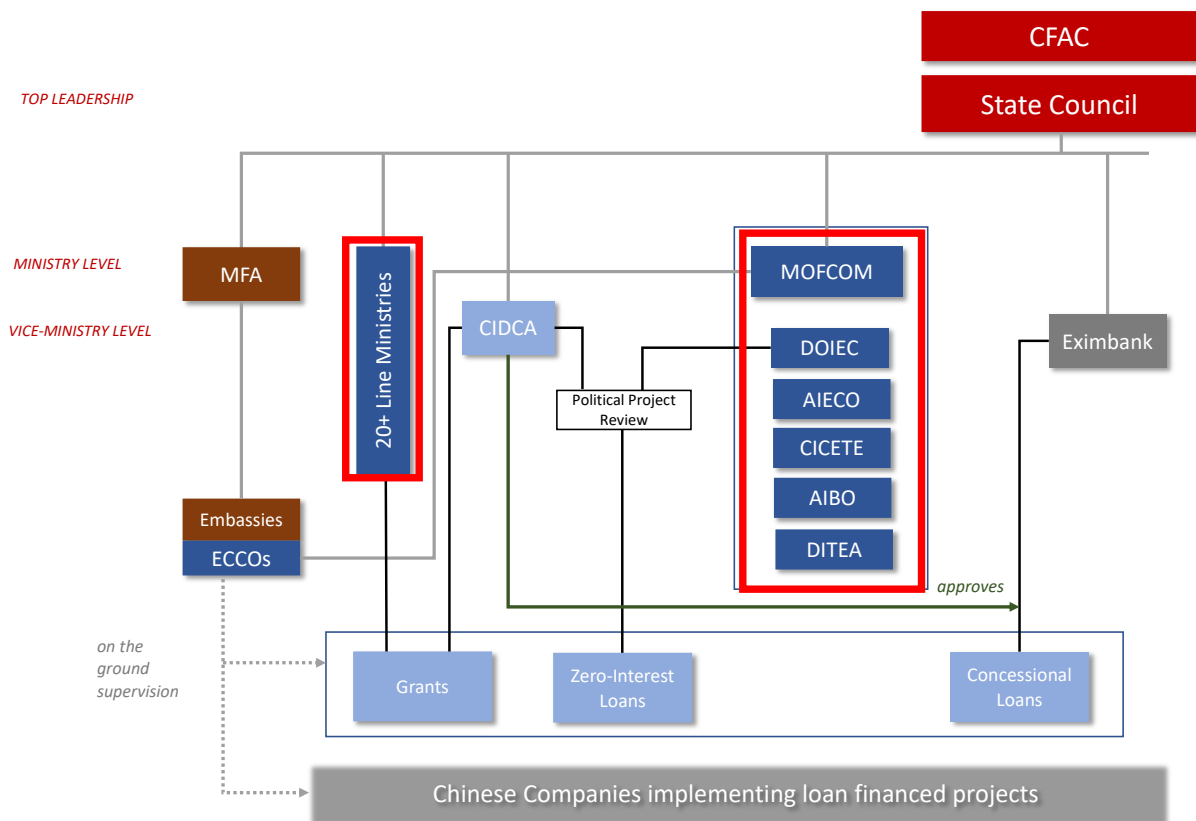 CFAC
TOP LEADERSHIP
State Council
MINISTRY LEVEL
MFA
20+ Line Ministries
MOFCOM
VICE-MINISTRY LEVEL
CIDCA
DOIEC
Eximbank
Political Project
Review
AIECO
CICETE
AIBO
Embassies
ECCOs
DITEA
approves
on the
ground
supervision
Grants
Zero-Interest
Loans
Concessional
Loans
Chinese Companies implementing loan financed projects